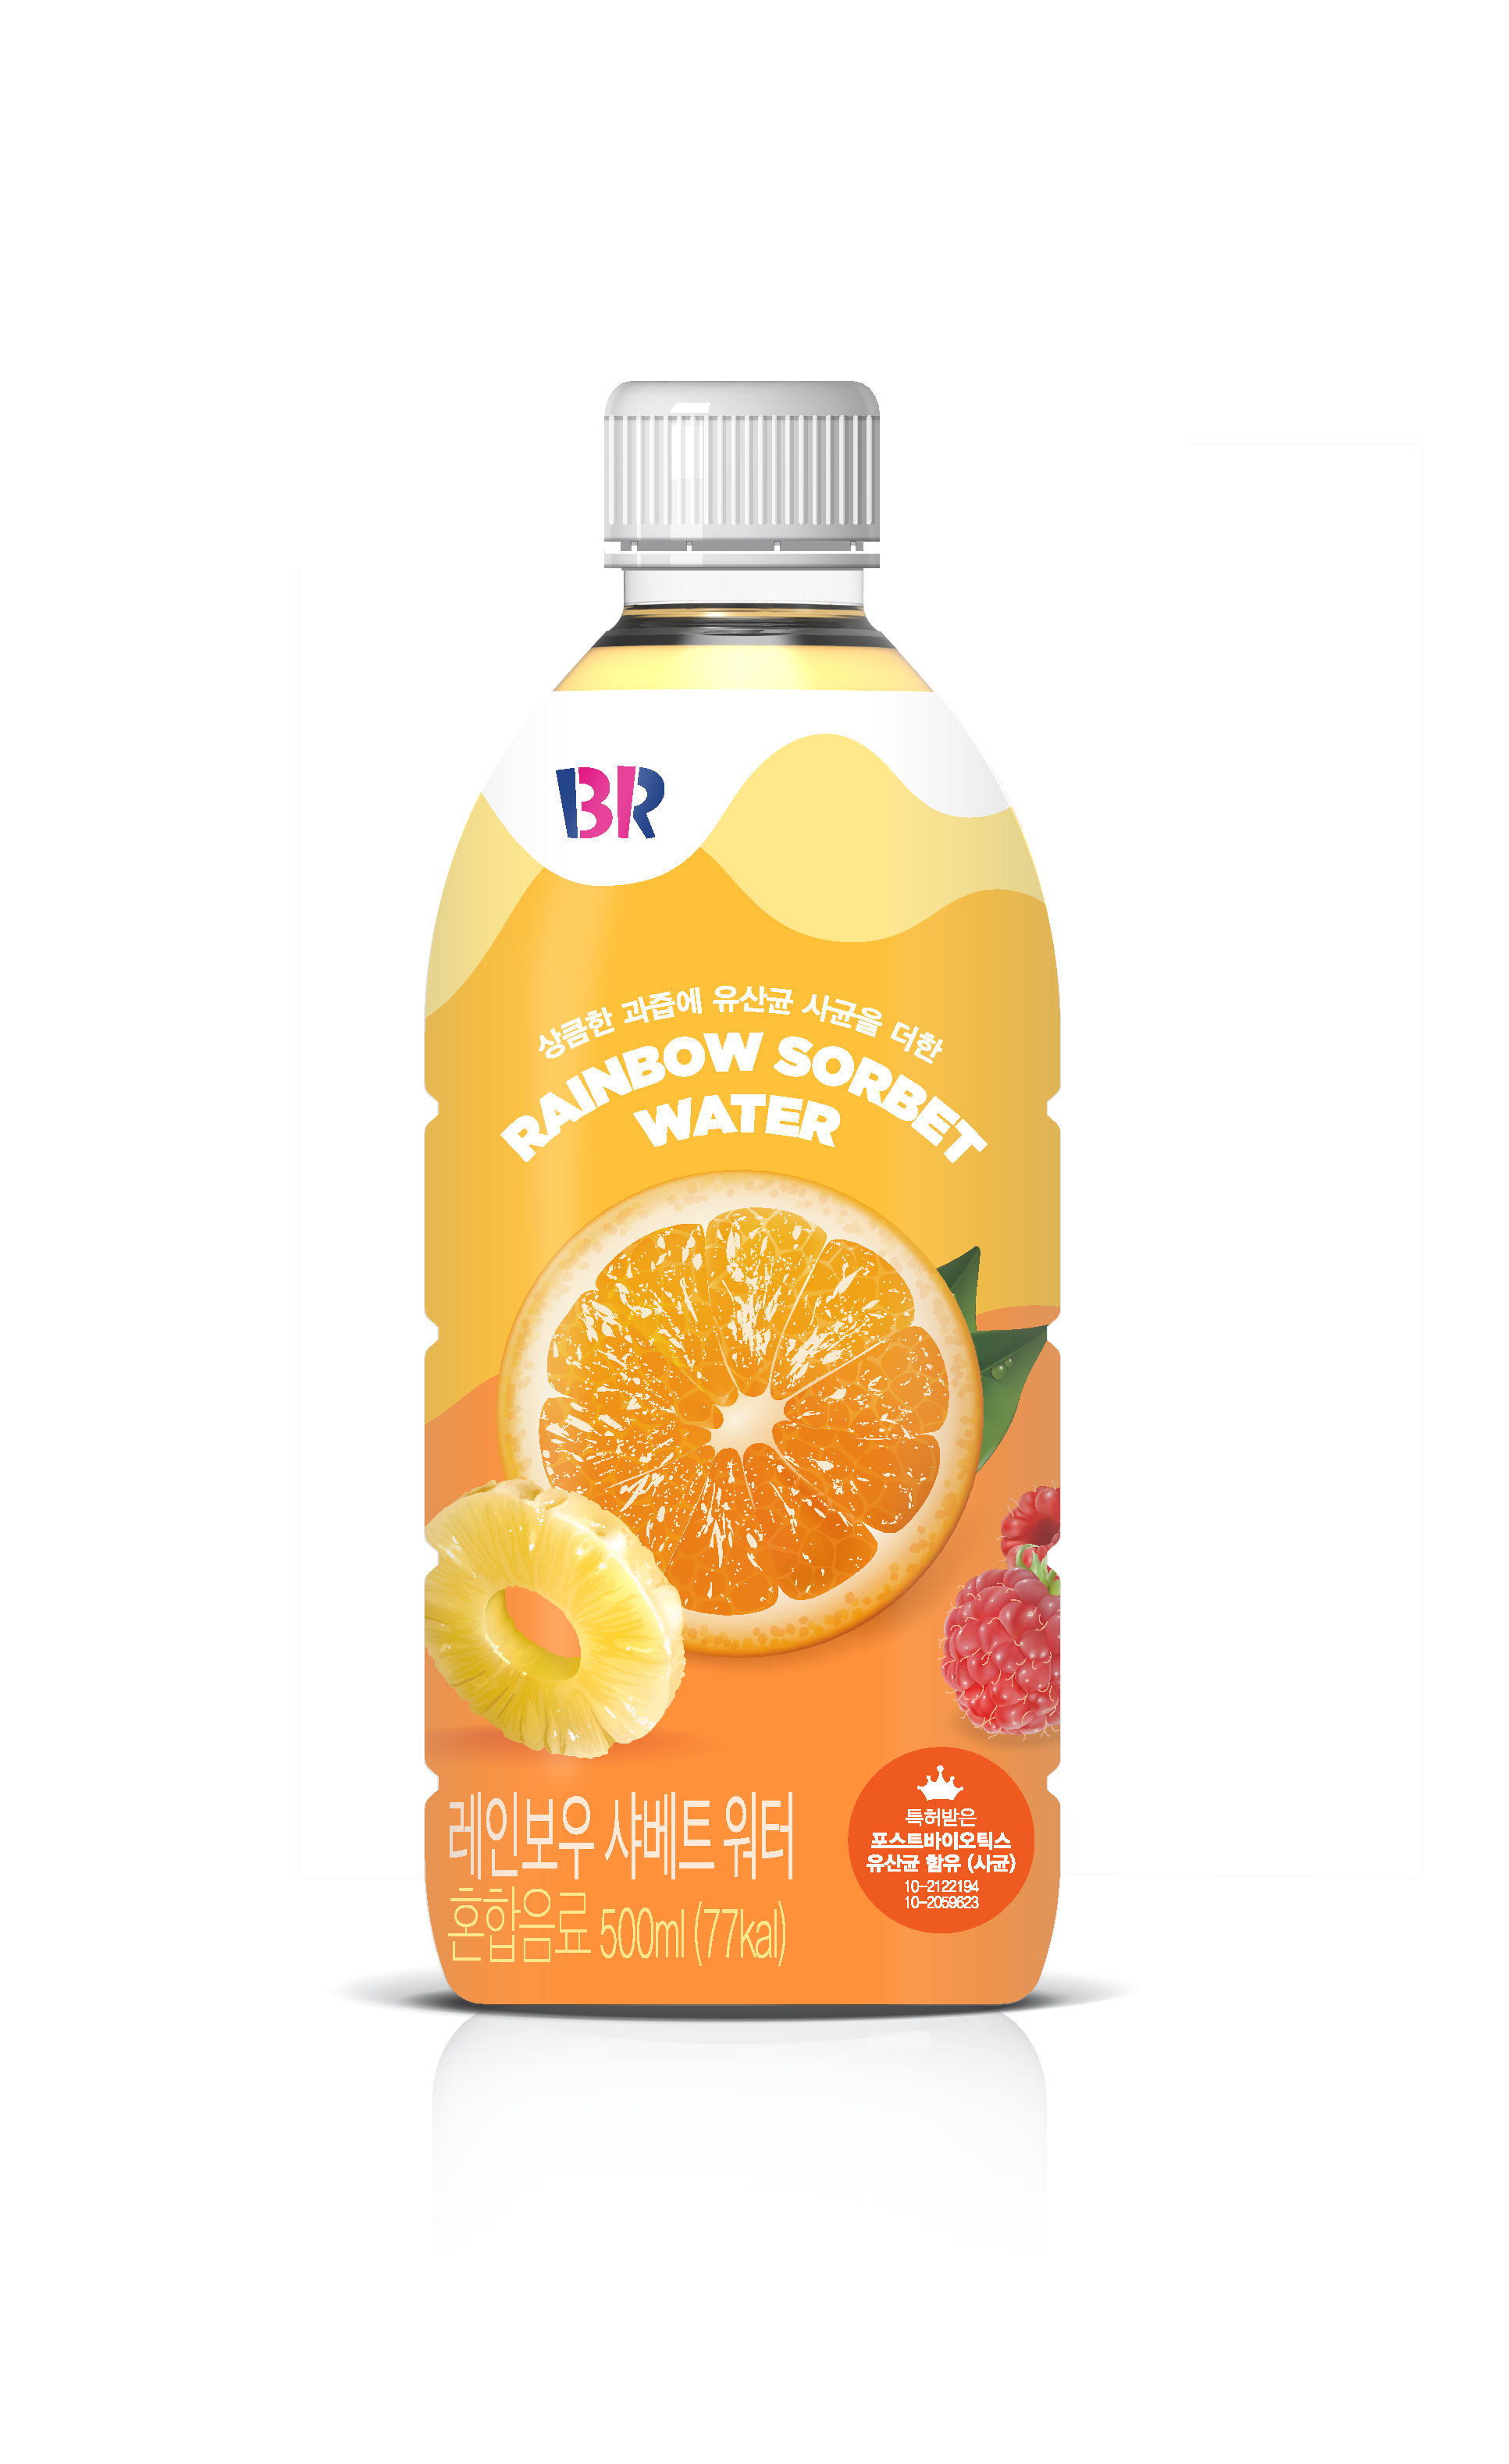 BR
상큼한 과즙에 유산균 사균을 더한
RAINBOW SORBET
WATER
레인보우 샤베트 워터
혼합음료 500ml (77kal)
특허받은
포스트바이오틱스
유산균 함유 (사균)
10-2122194
10-2059623